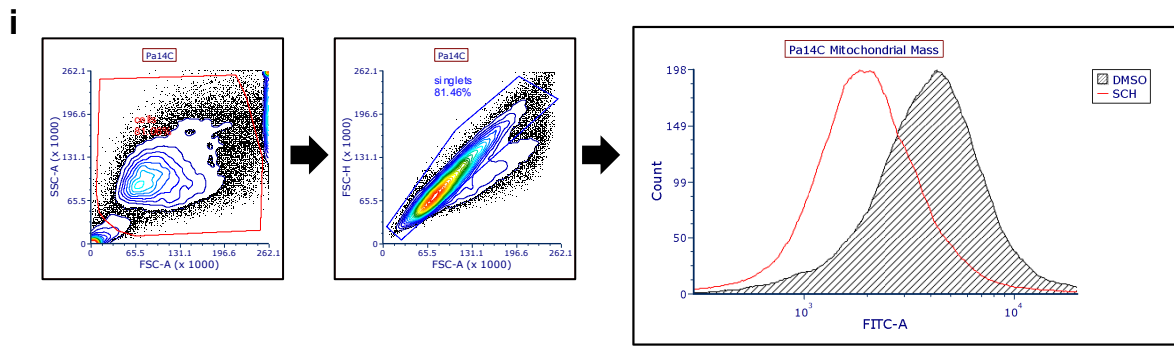 i
Pa14C
262.1
196.6
131.1
65.5
0
SSC-A (x 1000)
cells
0
65.5
131.1
196.6
262.1
FSC-A (x 1000)
Pa14C
singlets
81.46%
262.1
196.6
131.1
65.5
0
FSC-H (x 1000)
0
65.5
131.1
196.6
262.1
FSC-A (x 1000)
Pa14C Mitochondrial Mass
198
149
99
50
0
Count
10³
10⁴
FITC-A
DMSO
SCH